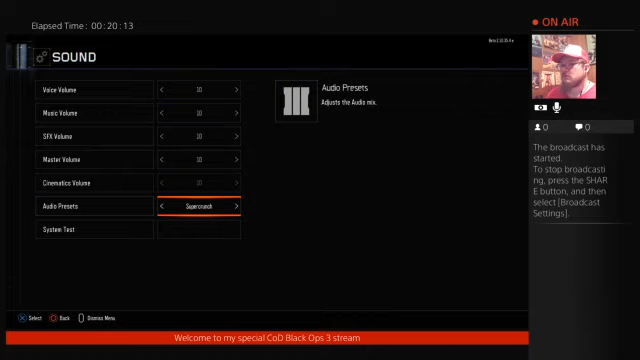 Elapsed Time : 00:20:13
ON AIR
SOUND
Voice Volume 10
Music Volume 10
SFX Volume 10
Master Volume 10
Cinematics Volume 10
Audio Presets Supercrunch
System Test
Audio Presets
Adjusts the Audio mix.
0 0
The broadcast has
started.
To stop broadcasti
ng, press the SHAR
E button, and then
select [Broadcast
Settings].
Select Back Dismiss Menu
Welcome to my special CoD Black Ops 3 stream